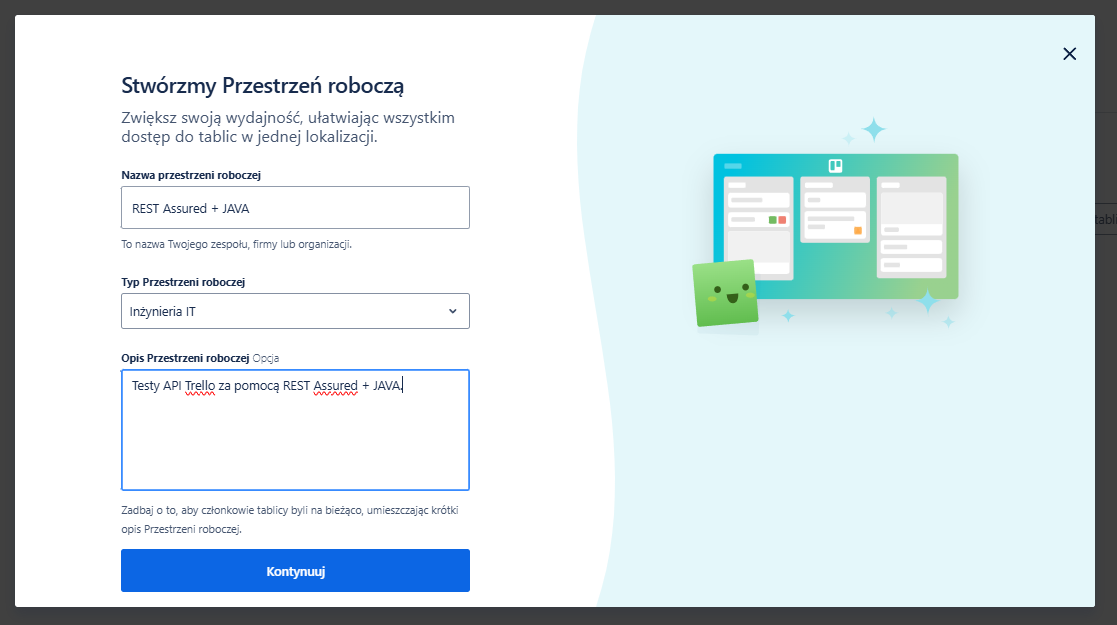 Stwórzmy Przestrzeń roboczą
Zwiększ swoją wydajność, ułatwiając wszystkim
dostęp do tablic w jednej lokalizacji.
Nazwa przestrzeni roboczej
REST Assured + JAVA
To nazwa Twojego zespołu, firmy lub organizacji.
Typ Przestrzeni roboczej
Inżynieria IT
Opis Przestrzeni roboczej Opcja
Testy API Trello za pomocą REST Assured + JAVA.
Zadbaj o to, aby członkowie tablicy byli na bieżąco, umieszczając krótki
opis Przestrzeni roboczej.
Kontynuuj